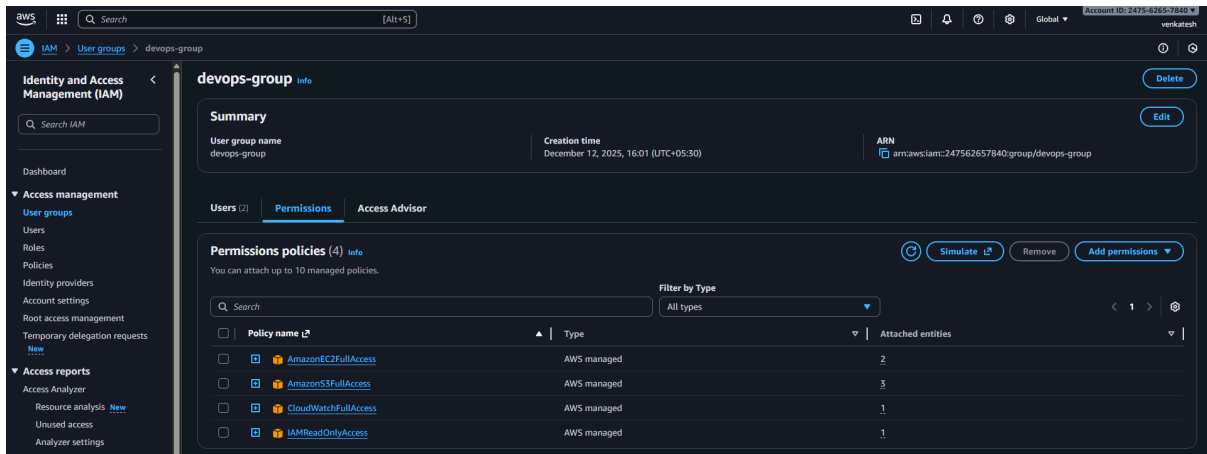 aws
Search [Alt+S]
Global
Account ID: 2475-6265-7840
venkatesh
IAM > User groups > devops-group
Identity and Access Management (IAM)
Search IAM
Dashboard
Access management
User groups
Users
Roles
Policies
Identity providers
Account settings
Root access management
Temporary delegation requests
New
Access reports
Access Analyzer
Resource analysis New
Unused access
Analyzer settings
devops-group Info
Delete
Summary
Edit
User group name
devops-group
Creation time
December 12, 2025, 16:01 (UTC+05:30)
ARN
arn:aws:iam::247562657840:group/devops-group
Users (2) Permissions Access Advisor
Permissions policies (4) Info
Simulate Remove Add permissions
You can attach up to 10 managed policies.
Filter by Type
Search All types
< 1 >
Policy name Type Attached entities
AmazonEC2FullAccess AWS managed 2
AmazonS3FullAccess AWS managed 3
CloudWatchFullAccess AWS managed 1
IAMReadOnlyAccess AWS managed 1